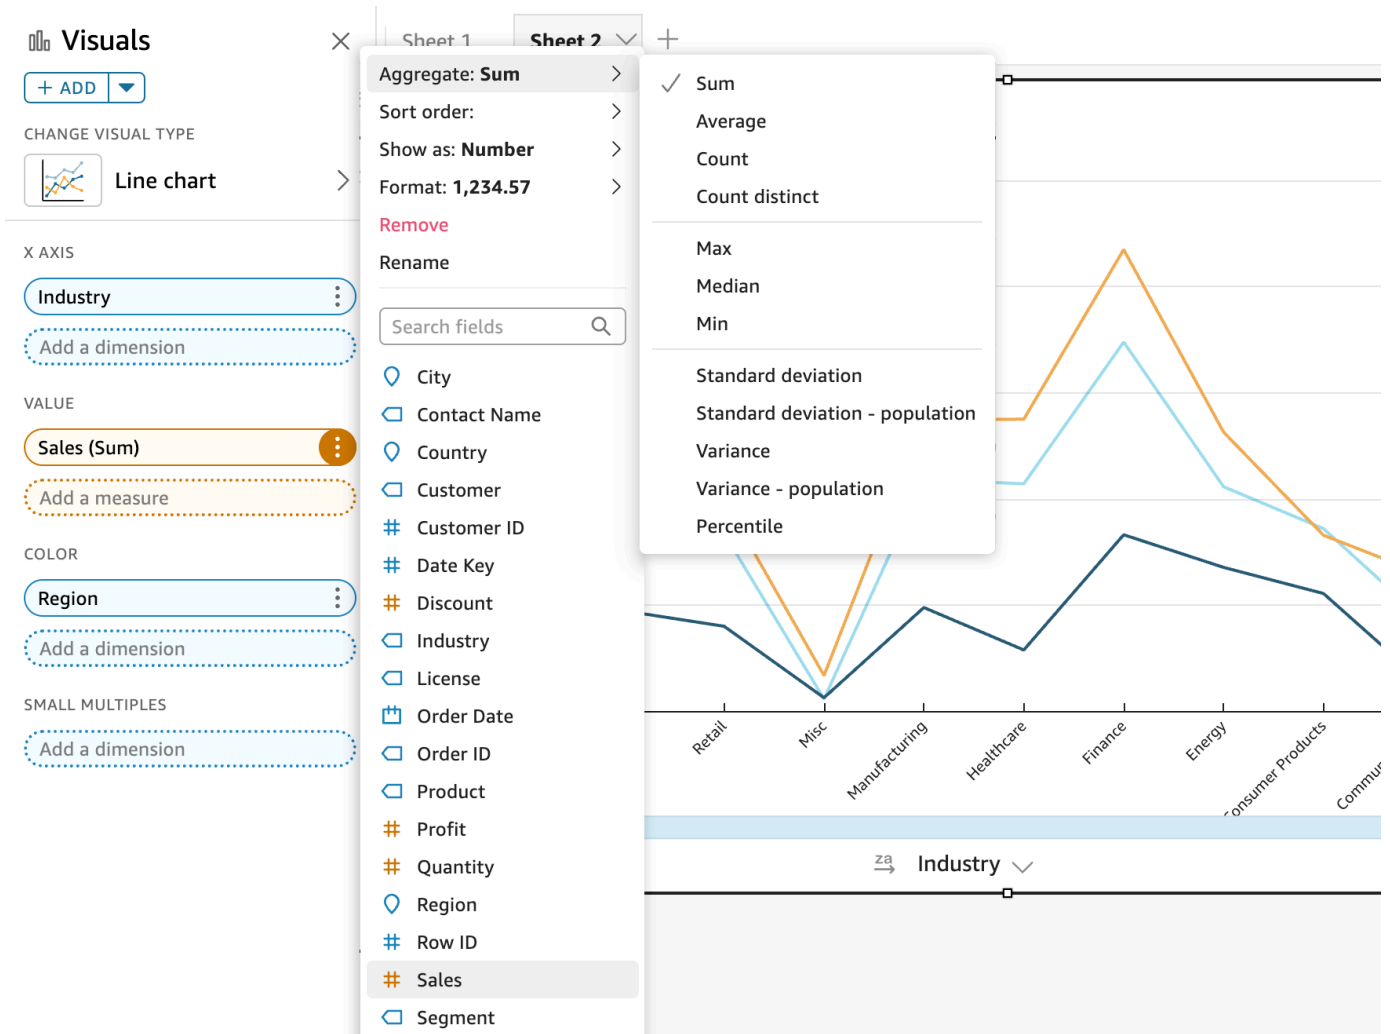 Visuals
+ ADD
CHANGE VISUAL TYPE
Line chart
X AXIS
Industry
Add a dimension
VALUE
Sales (Sum)
Add a measure
COLOR
Region
Add a dimension
SMALL MULTIPLES
Add a dimension
Sheet 1
Sheet 2
Aggregate: Sum
Sort order:
Show as: Number
Format: 1,234.57
Remove
Rename
Search fields
City
Contact Name
Country
Customer
Customer ID
Date Key
Discount
Industry
License
Order Date
Order ID
Product
Profit
Quantity
Region
Row ID
Sales
Segment
Sum
Average
Count
Count distinct
Max
Median
Min
Standard deviation
Standard deviation - population
Variance
Variance - population
Percentile
Retail
Misc
Manufacturing
Healthcare
Finance
Energy
Consumer Products
Commun
za
Industry